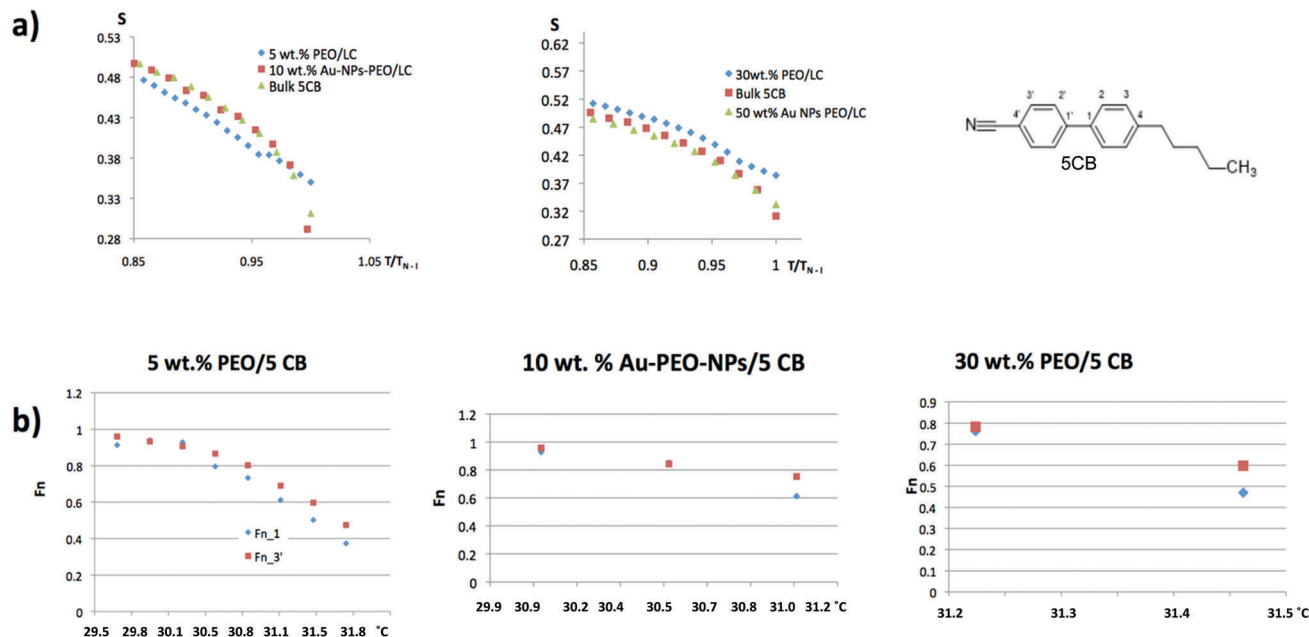 a)
S
0.53
0.48
0.43
0.38
0.33
0.28
0.85
0.95
1.05
T/TN-I
5 wt.% PEO/LC
10 wt.% Au-NPs-PEO/LC
Bulk 5CB
S
0.62
0.57
0.52
0.47
0.42
0.37
0.32
0.27
0.85
0.9
0.95
1
T/TN-I
30wt.% PEO/LC
Bulk 5CB
50 wt% Au NPs PEO/LC
3' 2' 2 3
N 4' 1' 1 4
5CB
CH3
b)
5 wt.% PEO/5 CB
Fn
1.2
1
0.8
0.6
0.4
0.2
0
Fn_1
Fn_3'
29.5 29.8 30.1 30.5 30.8 31.1 31.5 31.8 °C
10 wt. % Au-PEO-NPs/5 CB
Fn
1.2
1
0.8
0.6
0.4
0.2
0
29.9 30.9 30.2 30.4 30.5 30.7 30.8 31.0 31.2 °C
30 wt.% PEO/5 CB
Fn
0.9
0.8
0.7
0.6
0.5
0.4
0.3
0.2
0.1
0
31.2 31.3 31.4 31.5 °C